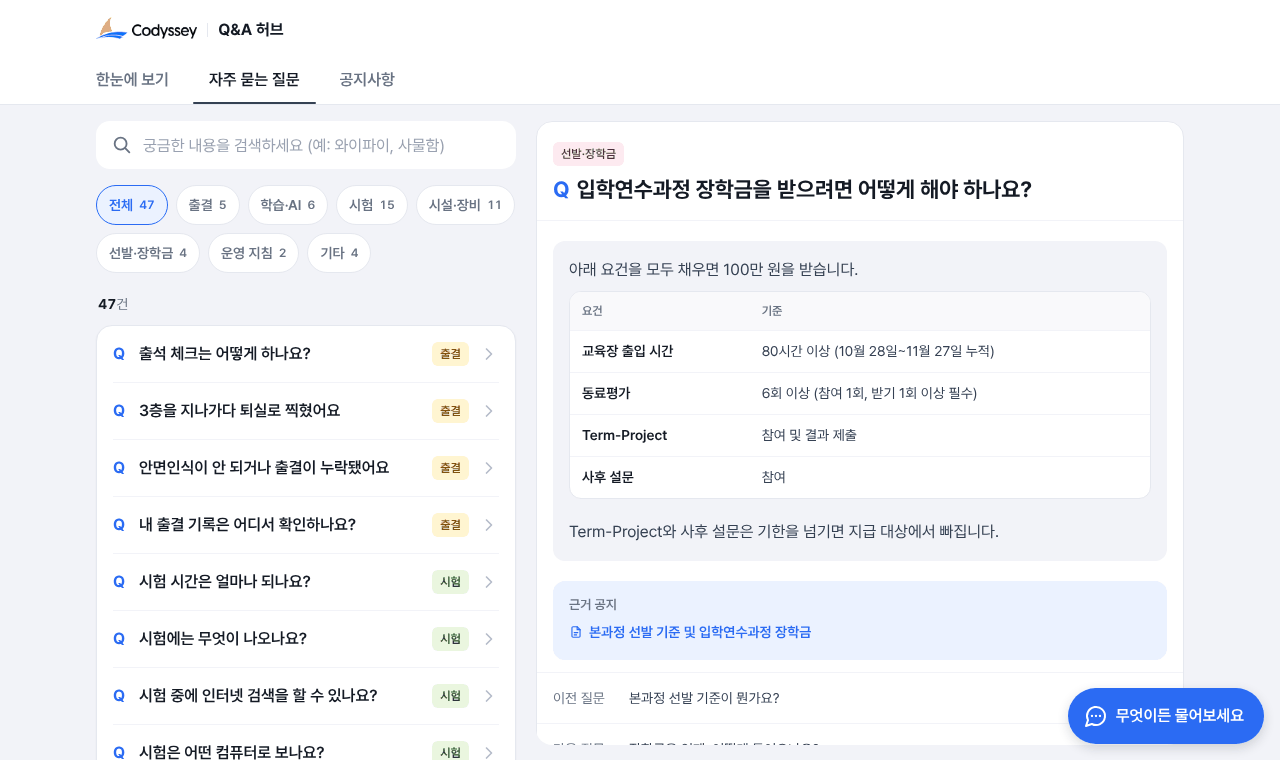 Codyssey Q&A 허브
한눈에 보기 자주 묻는 질문 공지사항
궁금한 내용을 검색하세요 (예: 와이파이, 사물함)
전체 47 출결 5 학습·AI 6 시험 15 시설·장비 11
선발·장학금 4 운영 지침 2 기타 4
47건
Q 출석 체크는 어떻게 하나요? 출결
Q 3층을 지나가다 퇴실로 찍혔어요 출결
Q 안면인식이 안 되거나 출결이 누락됐어요 출결
Q 내 출결 기록은 어디서 확인하나요? 출결
Q 시험 시간은 얼마나 되나요? 시험
Q 시험에는 무엇이 나오나요? 시험
Q 시험 중에 인터넷 검색을 할 수 있나요? 시험
Q 시험은 어떤 컴퓨터로 보나요? 시험
선발·장학금
Q 입학연수과정 장학금을 받으려면 어떻게 해야 하나요?
아래 요건을 모두 채우면 100만 원을 받습니다.
요건 기준
교육장 출입 시간 80시간 이상 (10월 28일~11월 27일 누적)
동료평가 6회 이상 (참여 1회, 받기 1회 이상 필수)
Term-Project 참여 및 결과 제출
사후 설문 참여
Term-Project와 사후 설문은 기한을 넘기면 지급 대상에서 빠집니다.
근거 공지
본과정 선발 기준 및 입학연수과정 장학금
이전 질문 본과정 선발 기준이 뭔가요?
무엇이든 물어보세요